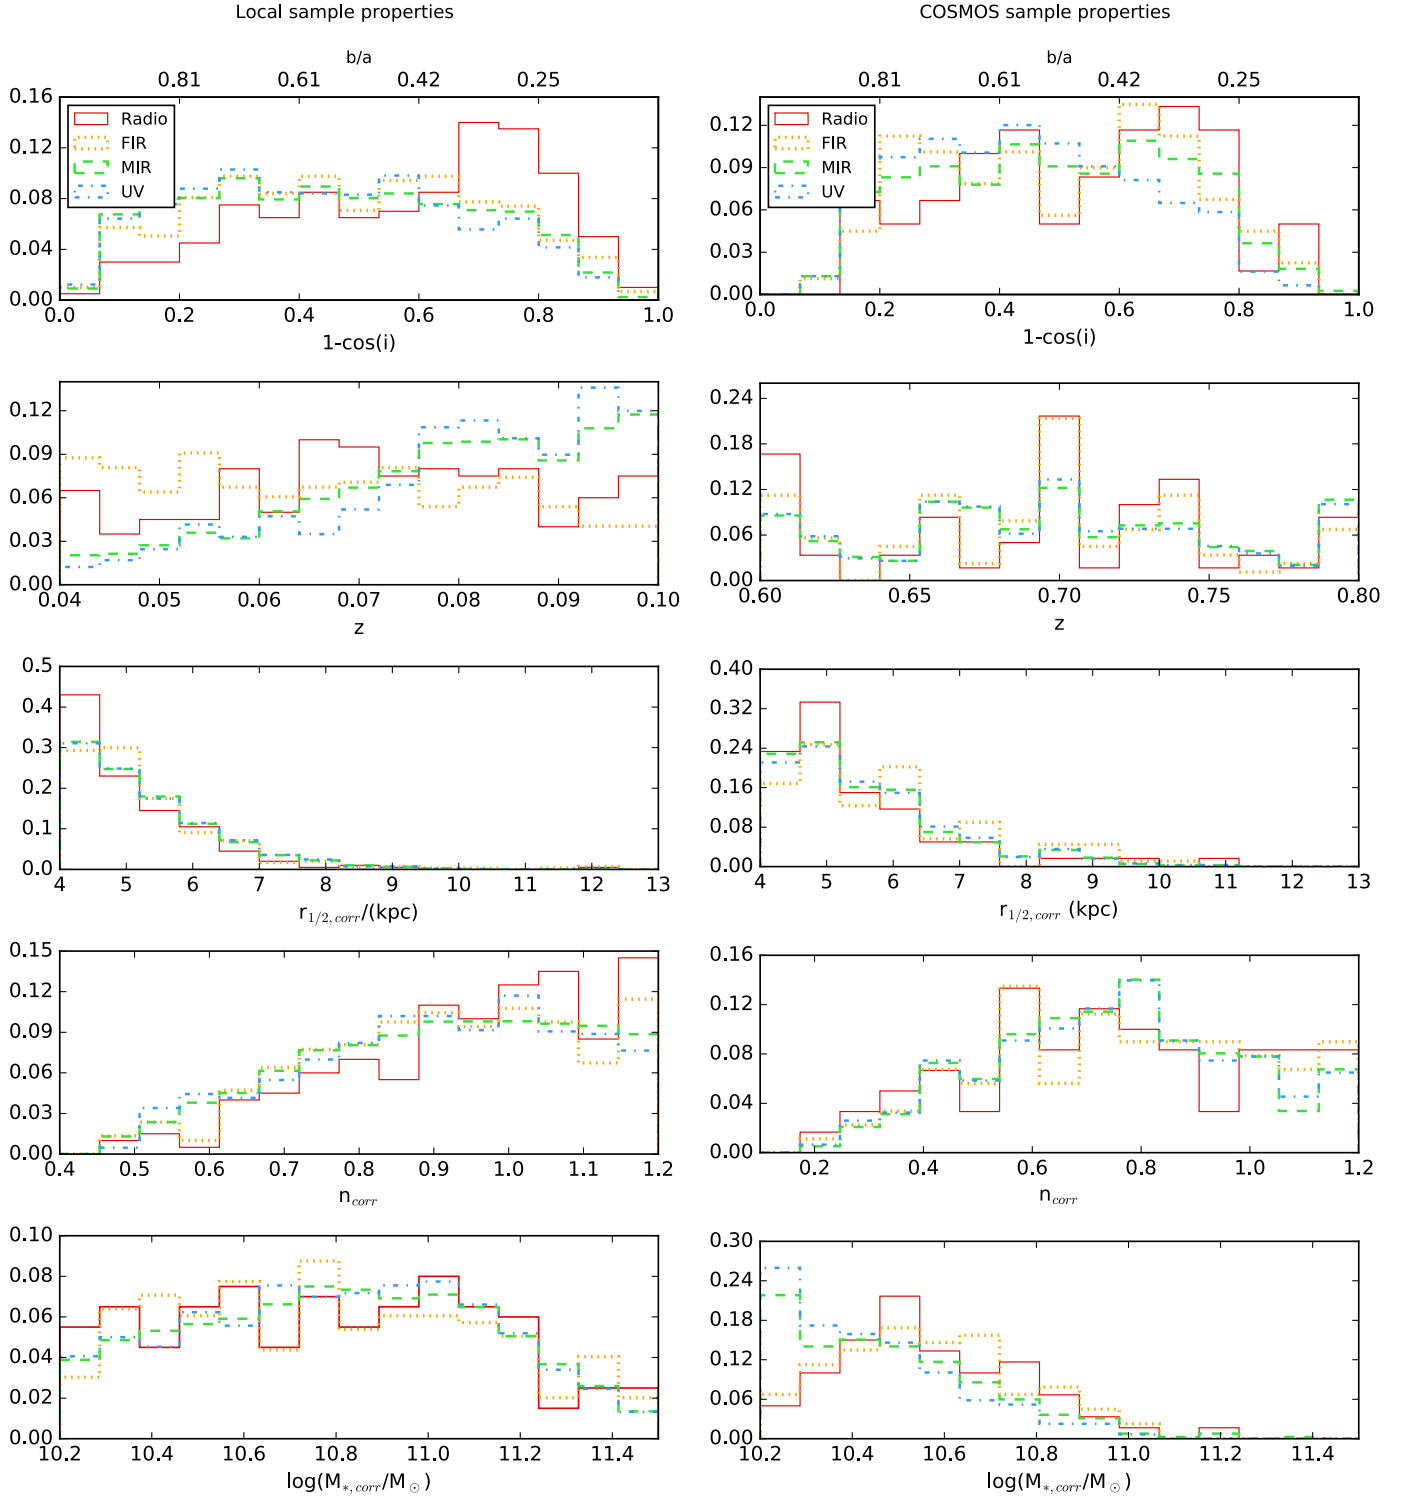 Local sample properties
COSMOS sample properties
b/a
0.81 0.61 0.42 0.25
0.16
0.12
0.08
0.04
0.00
Radio
FIR
MIR
UV
0.0 0.2 0.4 0.6 0.8 1.0
1-cos(i)
b/a
0.81 0.61 0.42 0.25
0.12
0.09
0.06
0.03
0.00
Radio
FIR
MIR
UV
0.0 0.2 0.4 0.6 0.8 1.0
1-cos(i)
0.12
0.09
0.06
0.03
0.00
0.04 0.05 0.06 0.07 0.08 0.09 0.10
z
0.24
0.18
0.12
0.06
0.00
0.60 0.65 0.70 0.75 0.80
z
0.5
0.4
0.3
0.2
0.1
0.0
4 5 6 7 8 9 10 11 12 13
r1/2,corr/(kpc)
0.40
0.32
0.24
0.16
0.08
0.00
4 5 6 7 8 9 10 11 12 13
r1/2,corr (kpc)
0.15
0.12
0.09
0.06
0.03
0.00
0.4 0.5 0.6 0.7 0.8 0.9 1.0 1.1 1.2
ncorr
0.16
0.12
0.08
0.04
0.00
0.2 0.4 0.6 0.8 1.0 1.2
ncorr
0.10
0.08
0.06
0.04
0.02
0.00
10.2 10.4 10.6 10.8 11.0 11.2 11.4
log(M*,corr/M⊙)
0.30
0.24
0.18
0.12
0.06
0.00
10.2 10.4 10.6 10.8 11.0 11.2 11.4
log(M*,corr/M⊙)